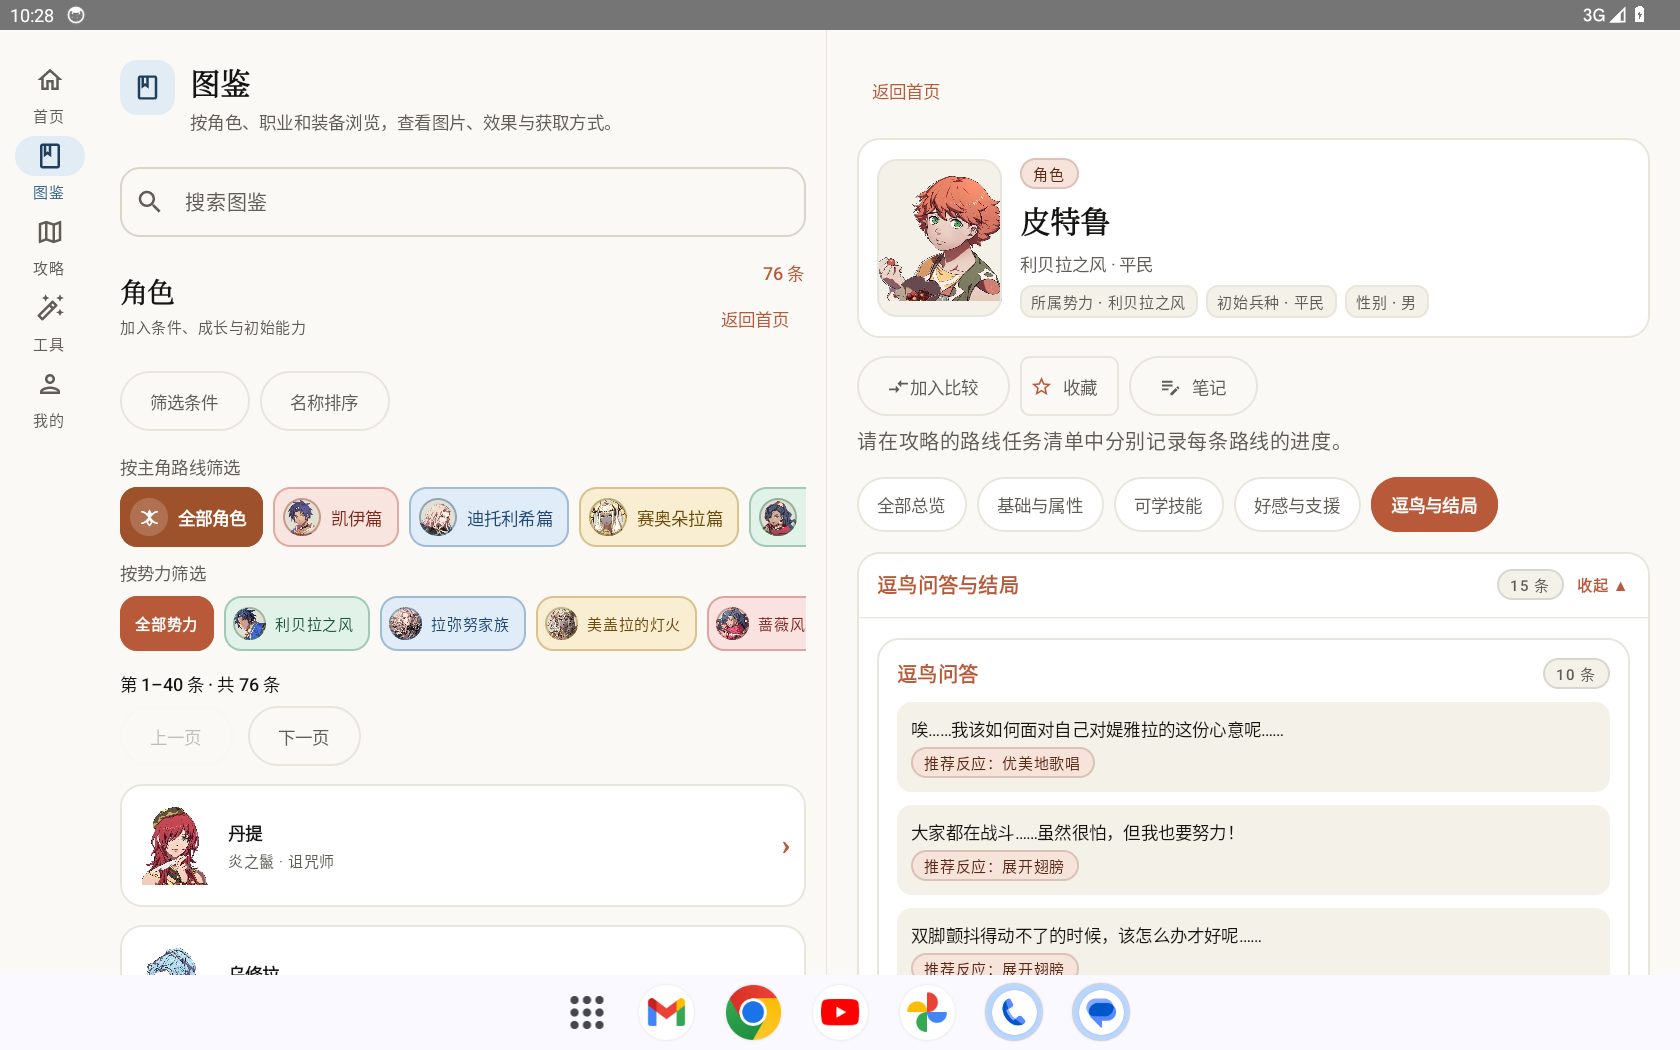 10:28
3G
首页
图鉴
攻略
工具
我的
图鉴
按角色、职业和装备浏览，查看图片、效果与获取方式。
搜索图鉴
76 条
角色
加入条件、成长与初始能力
返回首页
筛选条件
名称排序
按主角路线筛选
全部角色
凯伊篇
迪托利希篇
赛奥朵拉篇
按势力筛选
全部势力
利贝拉之风
拉弥努家族
美盖拉的灯火
蔷薇风
第 1–40 条 · 共 76 条
上一页
下一页
丹提
炎之鬣 · 诅咒师
乌修拉
返回首页
角色
皮特鲁
利贝拉之风 · 平民
所属势力 · 利贝拉之风
初始兵种 · 平民
性别 · 男
加入比较
收藏
笔记
请在攻略的路线任务清单中分别记录每条路线的进度。
全部总览
基础与属性
可学技能
好感与支援
逗鸟与结局
逗鸟问答与结局
15 条
收起 ▲
逗鸟问答
10 条
唉……我该如何面对自己对媞雅拉的这份心意呢……
推荐反应：优美地歌唱
大家都在战斗……虽然很怕，但我也要努力！
推荐反应：展开翅膀
双脚颤抖得动不了的时候，该怎么办才好呢……
推荐反应：展开翅膀